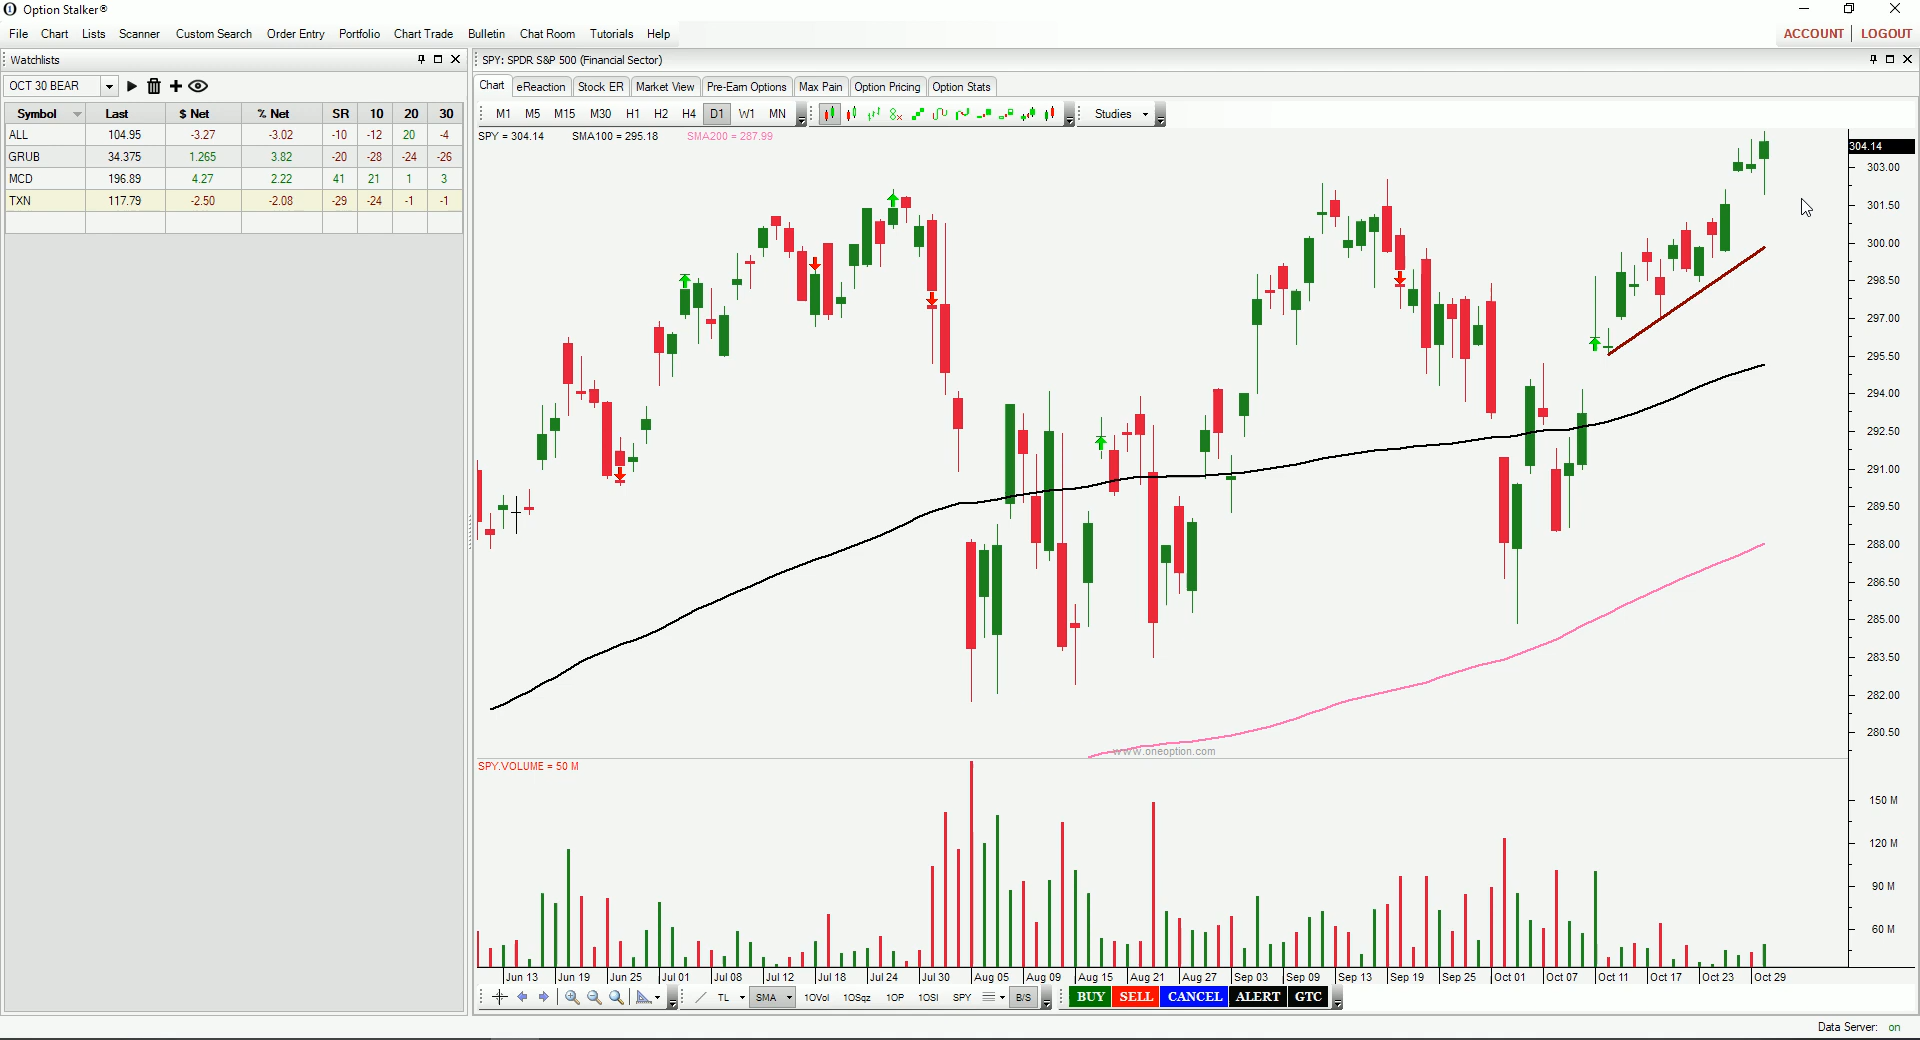 Option Stalker®
File Chart Lists Scanner Custom Search Order Entry Portfolio Chart Trade Bulletin Chat Room Tutorials Help
ACCOUNT LOGOUT
Watchlists
OCT 30 BEAR
Symbol Last $ Net % Net SR 10 20 30
ALL 104.95 -3.27 -3.02 -10 -12 20 -4
GRUB 34.375 1.265 3.82 -20 -28 -24 -26
MCD 196.89 4.27 2.22 41 21 1 3
TXN 117.79 -2.50 -2.08 -29 -24 -1 -1
SPY: SPDR S&P 500 (Financial Sector)
Chart eReaction Stock ER Market View Pre-Earn Options Max Pain Option Pricing Option Stats
M1 M5 M15 M30 H1 H2 H4 D1 W1 MN Studies
SPY = 304.14 SMA100 = 295.18 SMA200 = 287.99
304.14
303.00
301.50
300.00
298.50
297.00
295.50
294.00
292.50
291.00
289.50
288.00
286.50
285.00
283.50
282.00
280.50
www.oneoption.com
SPY.VOLUME = 50 M
150 M
120 M
90 M
60 M
Jun 13 Jun 19 Jun 25 Jul 01 Jul 08 Jul 12 Jul 18 Jul 24 Jul 30 Aug 05 Aug 09 Aug 15 Aug 21 Aug 27 Sep 03 Sep 09 Sep 13 Sep 19 Sep 25 Oct 01 Oct 07 Oct 11 Oct 17 Oct 23 Oct 29
TL SMA 1OVol 1OSqz 1OP 1OSI SPY B/S BUY SELL CANCEL ALERT GTC
Data Server: on